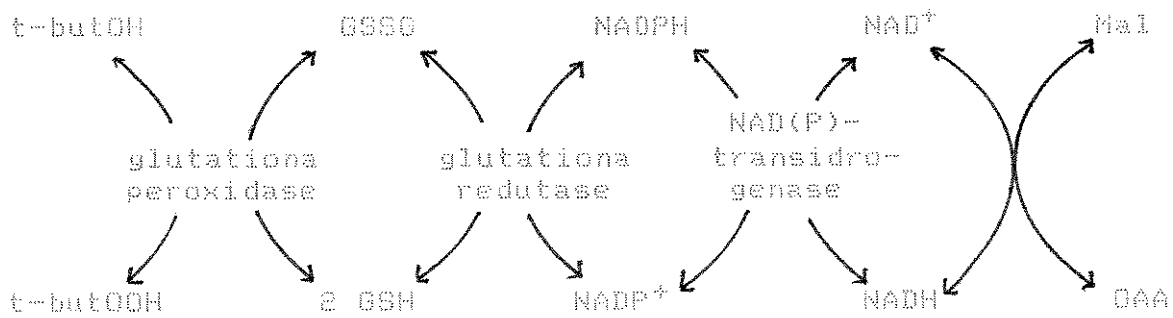 t-butOH GSSG NADPH NAD⁺ Mal
NAD(P)-
glutationa glutationa transidro-
peroxidase redutase genase
t-butOOH 2 GSH NADP⁺ NADH OAA